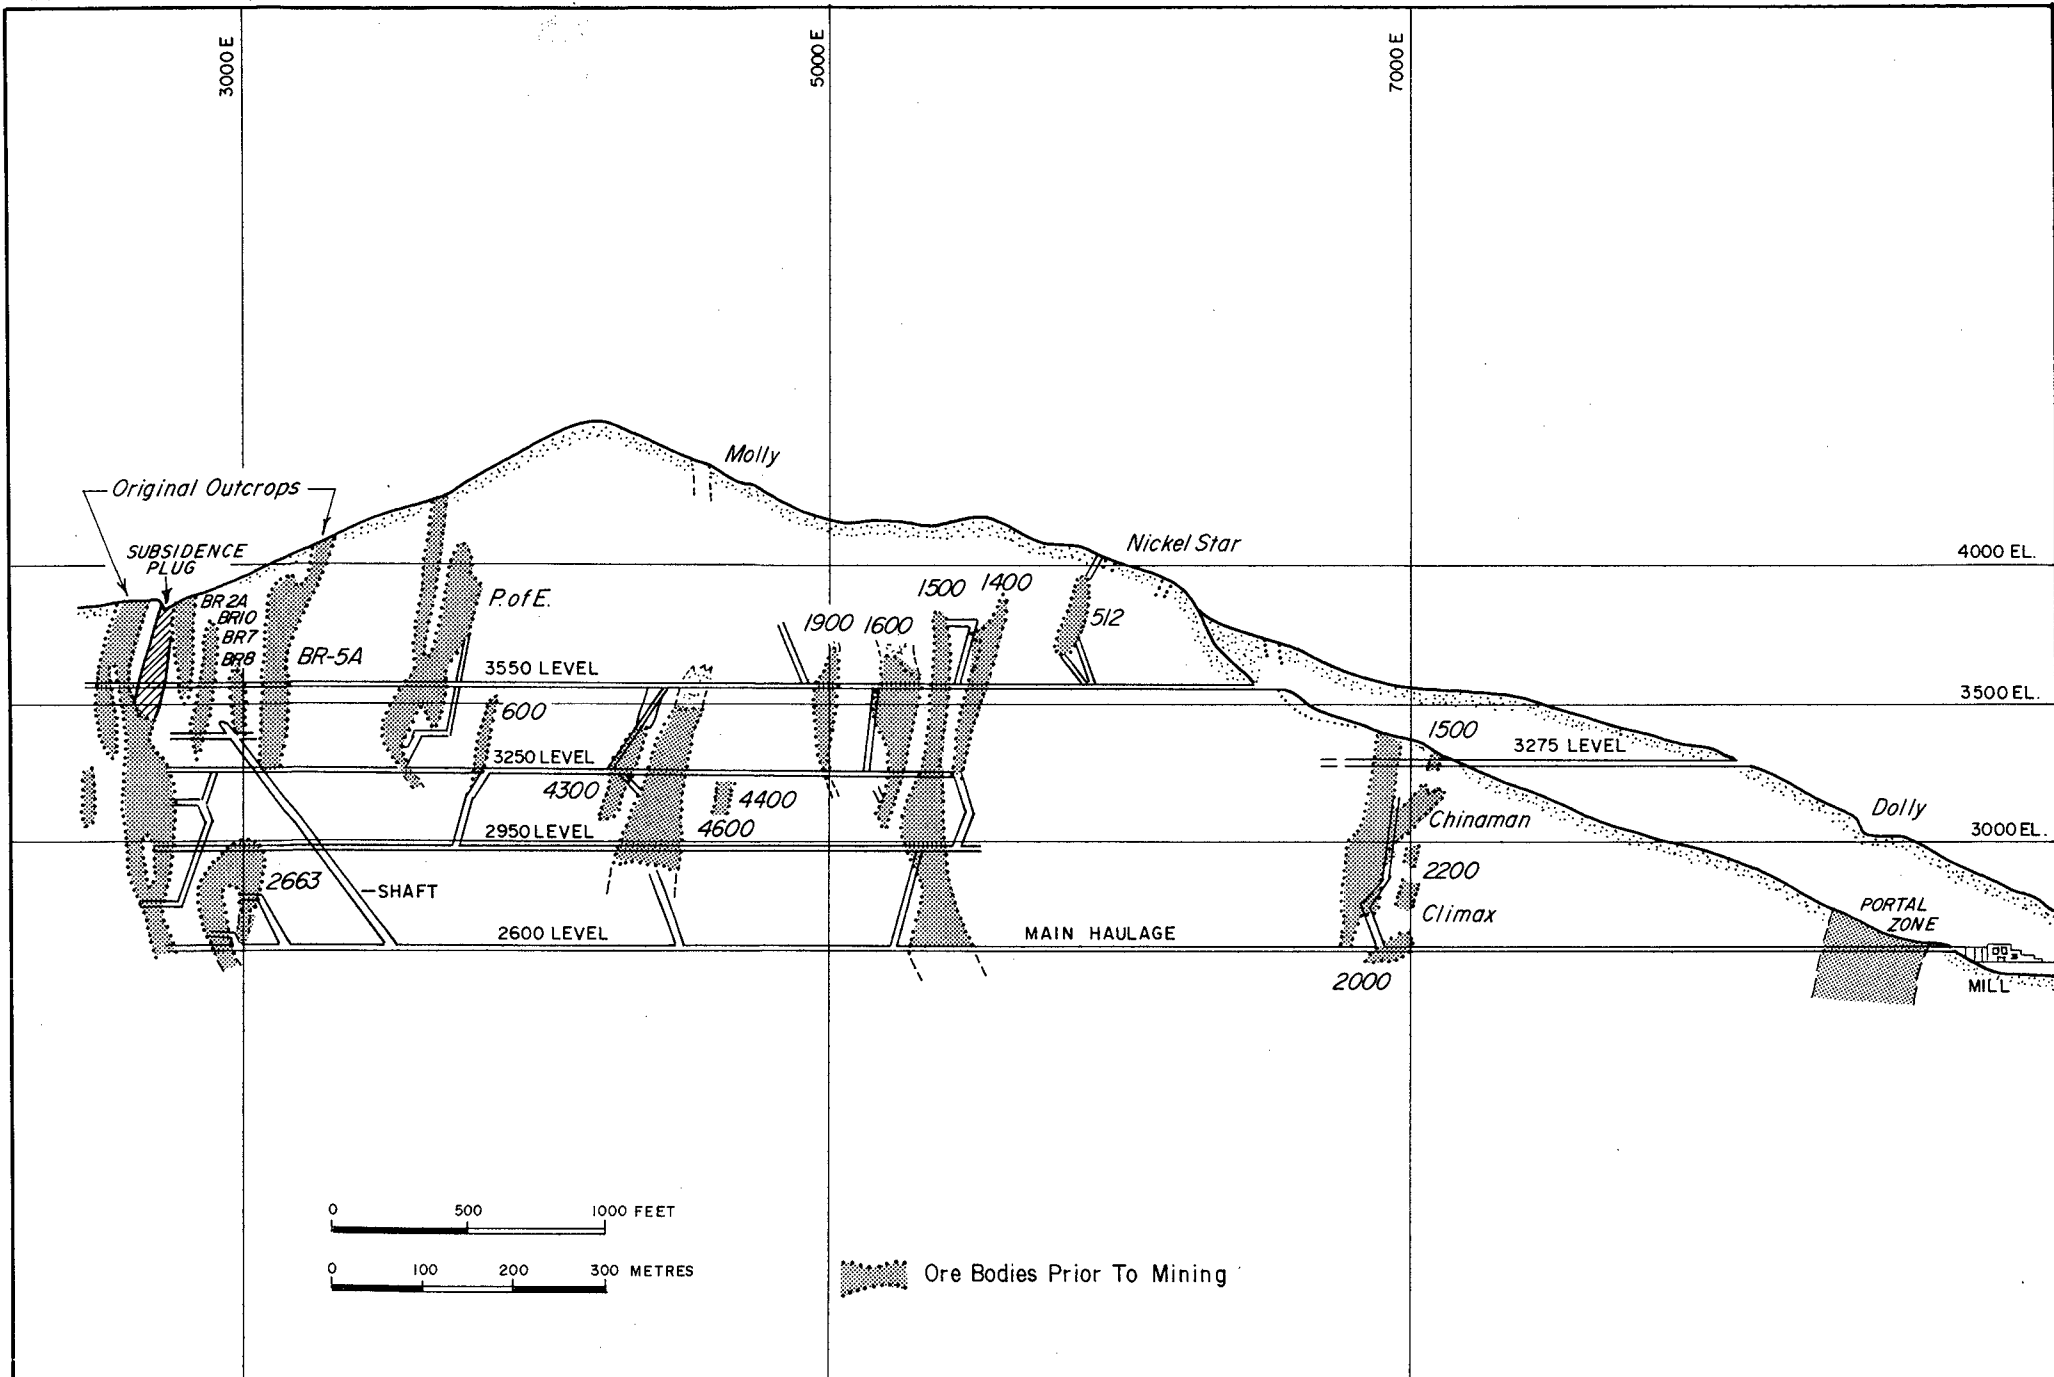 3000 E
5000 E
7000 E
Molly
Original Outcrops
Nickel Star
SUBSIDENCE
PLUG
4000 EL.
BR 2A
BR10
BR7
BR8
P. of E.
1500
1400
1900
1600
512
BR-5A
3550 LEVEL
3500 EL.
600
1500
3275 LEVEL
3250 LEVEL
4300
4400
4600
Dolly
Chinaman
2950 LEVEL
3000 EL.
2663
SHAFT
2200
Climax
PORTAL
ZONE
2600 LEVEL
MAIN HAULAGE
2000
MILL
0 500 1000 FEET
0 100 200 300 METRES
Ore Bodies Prior To Mining